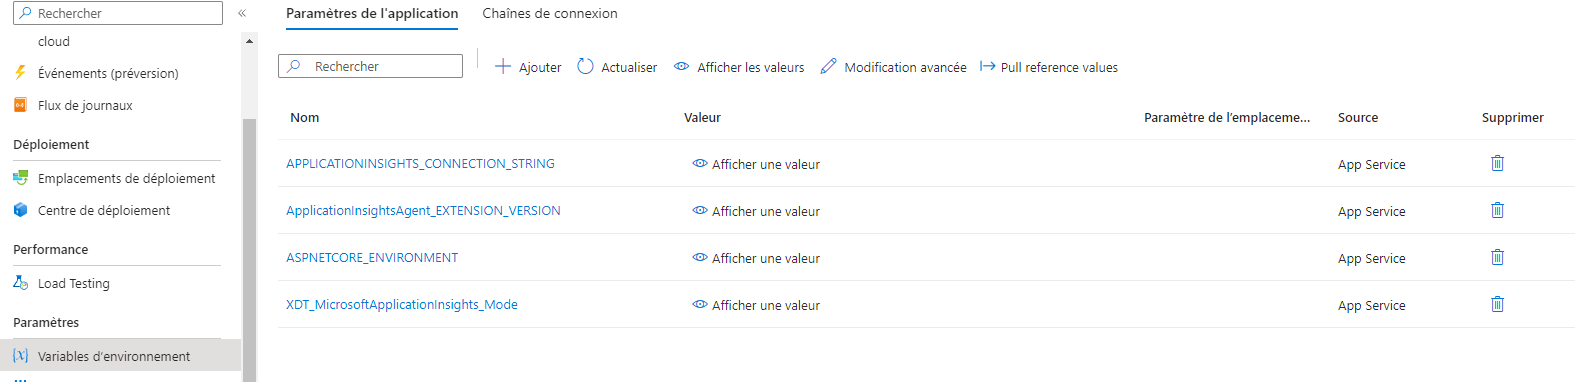 Rechercher
cloud
Événements (préversion)
Flux de journaux
Déploiement
Emplacements de déploiement
Centre de déploiement
Performance
Load Testing
Paramètres
Variables d'environnement
Paramètres de l'application Chaînes de connexion
Rechercher Ajouter Actualiser Afficher les valeurs Modification avancée Pull reference values
Nom Valeur Paramètre de l'emplaceme... Source Supprimer
APPLICATIONINSIGHTS_CONNECTION_STRING Afficher une valeur App Service
ApplicationInsightsAgent_EXTENSION_VERSION Afficher une valeur App Service
ASPNETCORE_ENVIRONMENT Afficher une valeur App Service
XDT_MicrosoftApplicationInsights_Mode Afficher une valeur App Service